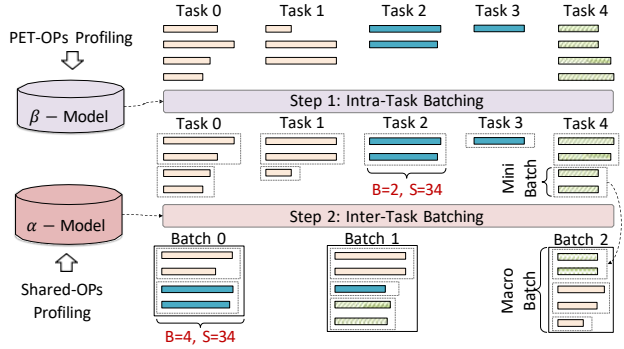 Task 0 Task 1 Task 2 Task 3 Task 4
PET-OPs Profiling
β − Model
Step 1: Intra-Task Batching
Task 0 Task 1 Task 2 Task 3 Task 4
B=2, S=34
Mini
Batch
α − Model
Step 2: Inter-Task Batching
Batch 0 Batch 1 Batch 2
Shared-OPs
Profiling
Macro
Batch
B=4, S=34